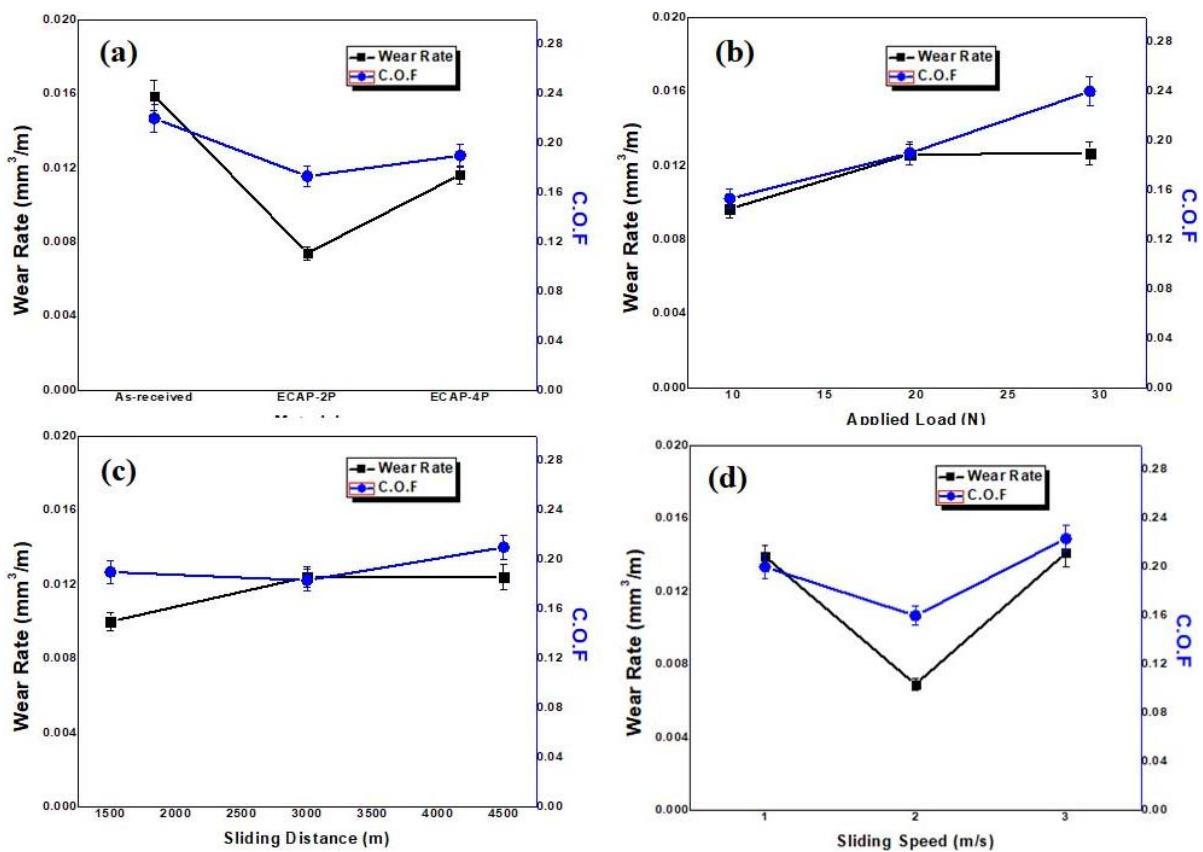 (a)
Wear Rate
C.O.F
Wear Rate (mm³/m)
C.O.F
0.020
0.016
0.012
0.008
0.004
0.000
0.28
0.24
0.20
0.16
0.12
0.08
0.04
0.00
As-received ECAP-2P ECAP-4P
(b)
Wear Rate
C.O.F
Wear Rate (mm³/m)
C.O.F
0.020
0.016
0.012
0.008
0.004
0.000
0.28
0.24
0.20
0.16
0.12
0.08
0.04
0.00
10 15 20 25 30
Applied Load (N)
(c)
Wear Rate
C.O.F
Wear Rate (mm³/m)
C.O.F
0.020
0.016
0.012
0.008
0.004
0.000
0.28
0.24
0.20
0.16
0.12
0.08
0.04
0.00
1500 2000 2500 3000 3500 4000 4500
Sliding Distance (m)
(d)
Wear Rate
C.O.F
Wear Rate (mm³/m)
C.O.F
0.020
0.016
0.012
0.008
0.004
0.000
0.28
0.24
0.20
0.16
0.12
0.08
0.04
0.00
1 2 3
Sliding Speed (m/s)